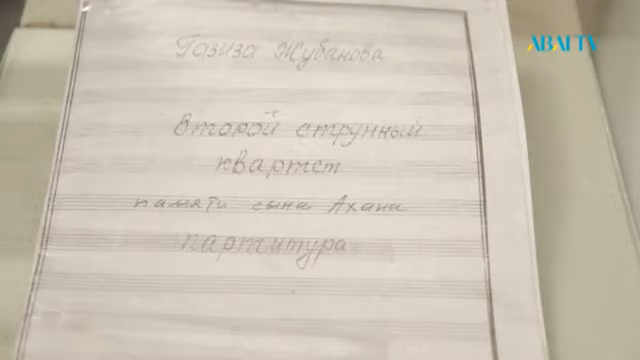 ABAI TV
Газиза Жубанова
Второй струнный
квартет
памяти сына Ахана
партитура